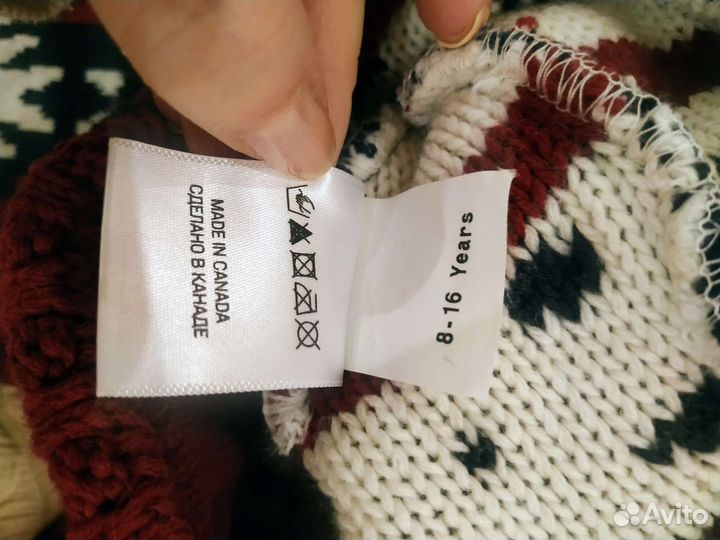 MADE IN CANADA
СДЕЛАНО В КАНАДЕ
8-16 Years
Avito